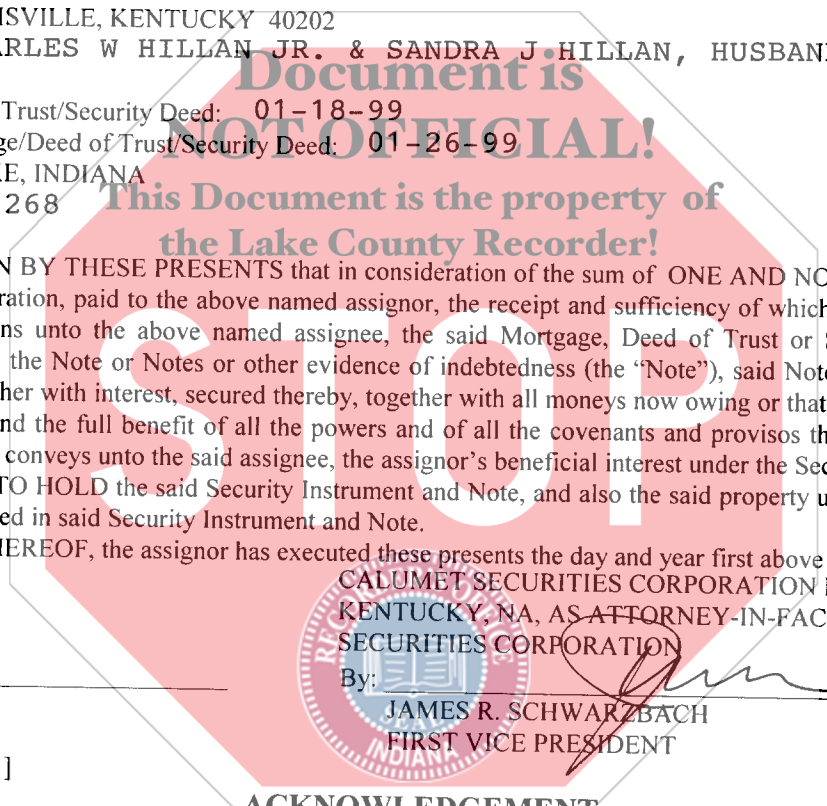 ISVILLE, KENTUCKY 40202
ARLES W HILLAN JR. & SANDRA J HILLAN, HUSBAN
Document is
Trust/Security Deed: 01-18-99
NOT OFFICIAL!
ge/Deed of Trust/Security Deed: 01-26-99
KE, INDIANA
268
This Document is the property of
the Lake County Recorder!
N BY THESE PRESENTS that in consideration of the sum of ONE AND NO
ration, paid to the above named assignor, the receipt and sufficiency of which
ns unto the above named assignee, the said Mortgage, Deed of Trust or S
the Note or Notes or other evidence of indebtedness (the “Note”), said Note
her with interest, secured thereby, together with all moneys now owing or that
nd the full benefit of all the powers and of all the covenants and provisos th
conveys unto the said assignee, the assignor’s beneficial interest under the Sec
TO HOLD the said Security Instrument and Note, and also the said property u
ed in said Security Instrument and Note.
HEREOF, the assignor has executed these presents the day and year first above
STOP
CALUMET SECURITIES CORPORATION
KENTUCKY, NA, AS ATTORNEY-IN-FAC
SECURITIES CORPORATION
By:
JAMES R. SCHWARZBACH
FIRST VICE PRESIDENT
RECORDER'S OFFICE
SEAL
INDIANA
]
ACKNOWLEDGEMENT